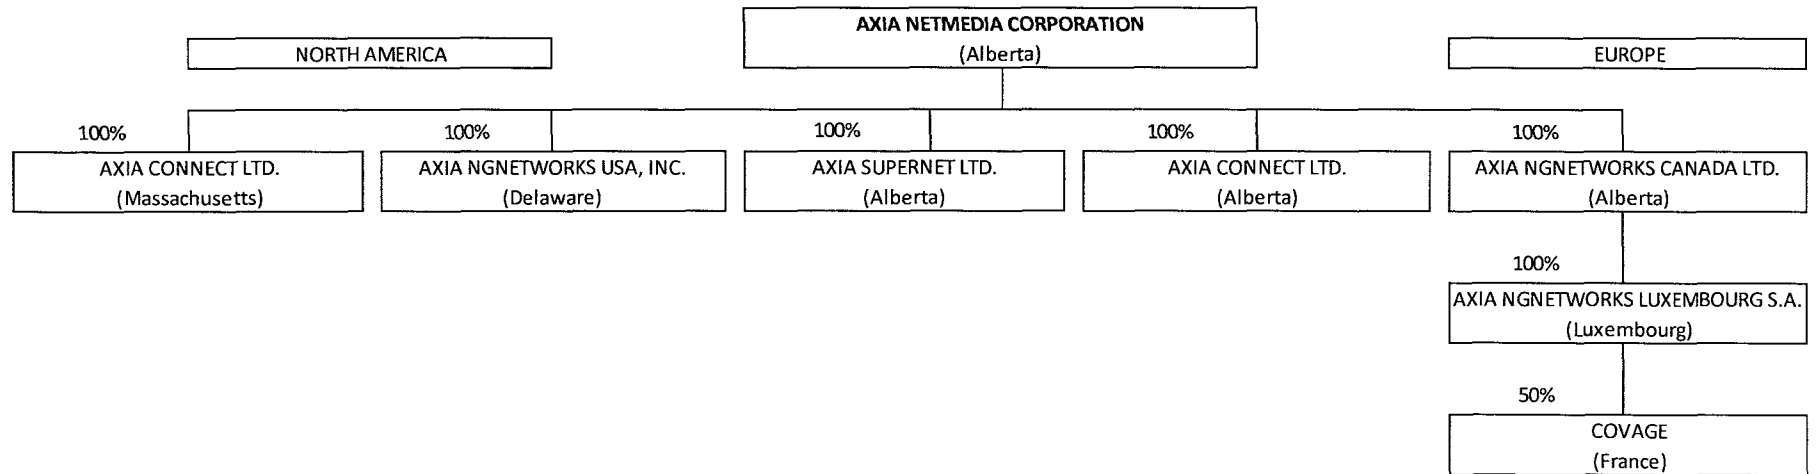 AXIA NETMEDIA CORPORATION
(Alberta)
NORTH AMERICA
EUROPE
100%
100%
100%
100%
100%
AXIA CONNECT LTD.
(Massachusetts)
AXIA NGNETWORKS USA, INC.
(Delaware)
AXIA SUPERNET LTD.
(Alberta)
AXIA CONNECT LTD.
(Alberta)
AXIA NGNETWORKS CANADA LTD.
(Alberta)
100%
AXIA NGNETWORKS LUXEMBOURG S.A.
(Luxembourg)
50%
COVAGE
(France)